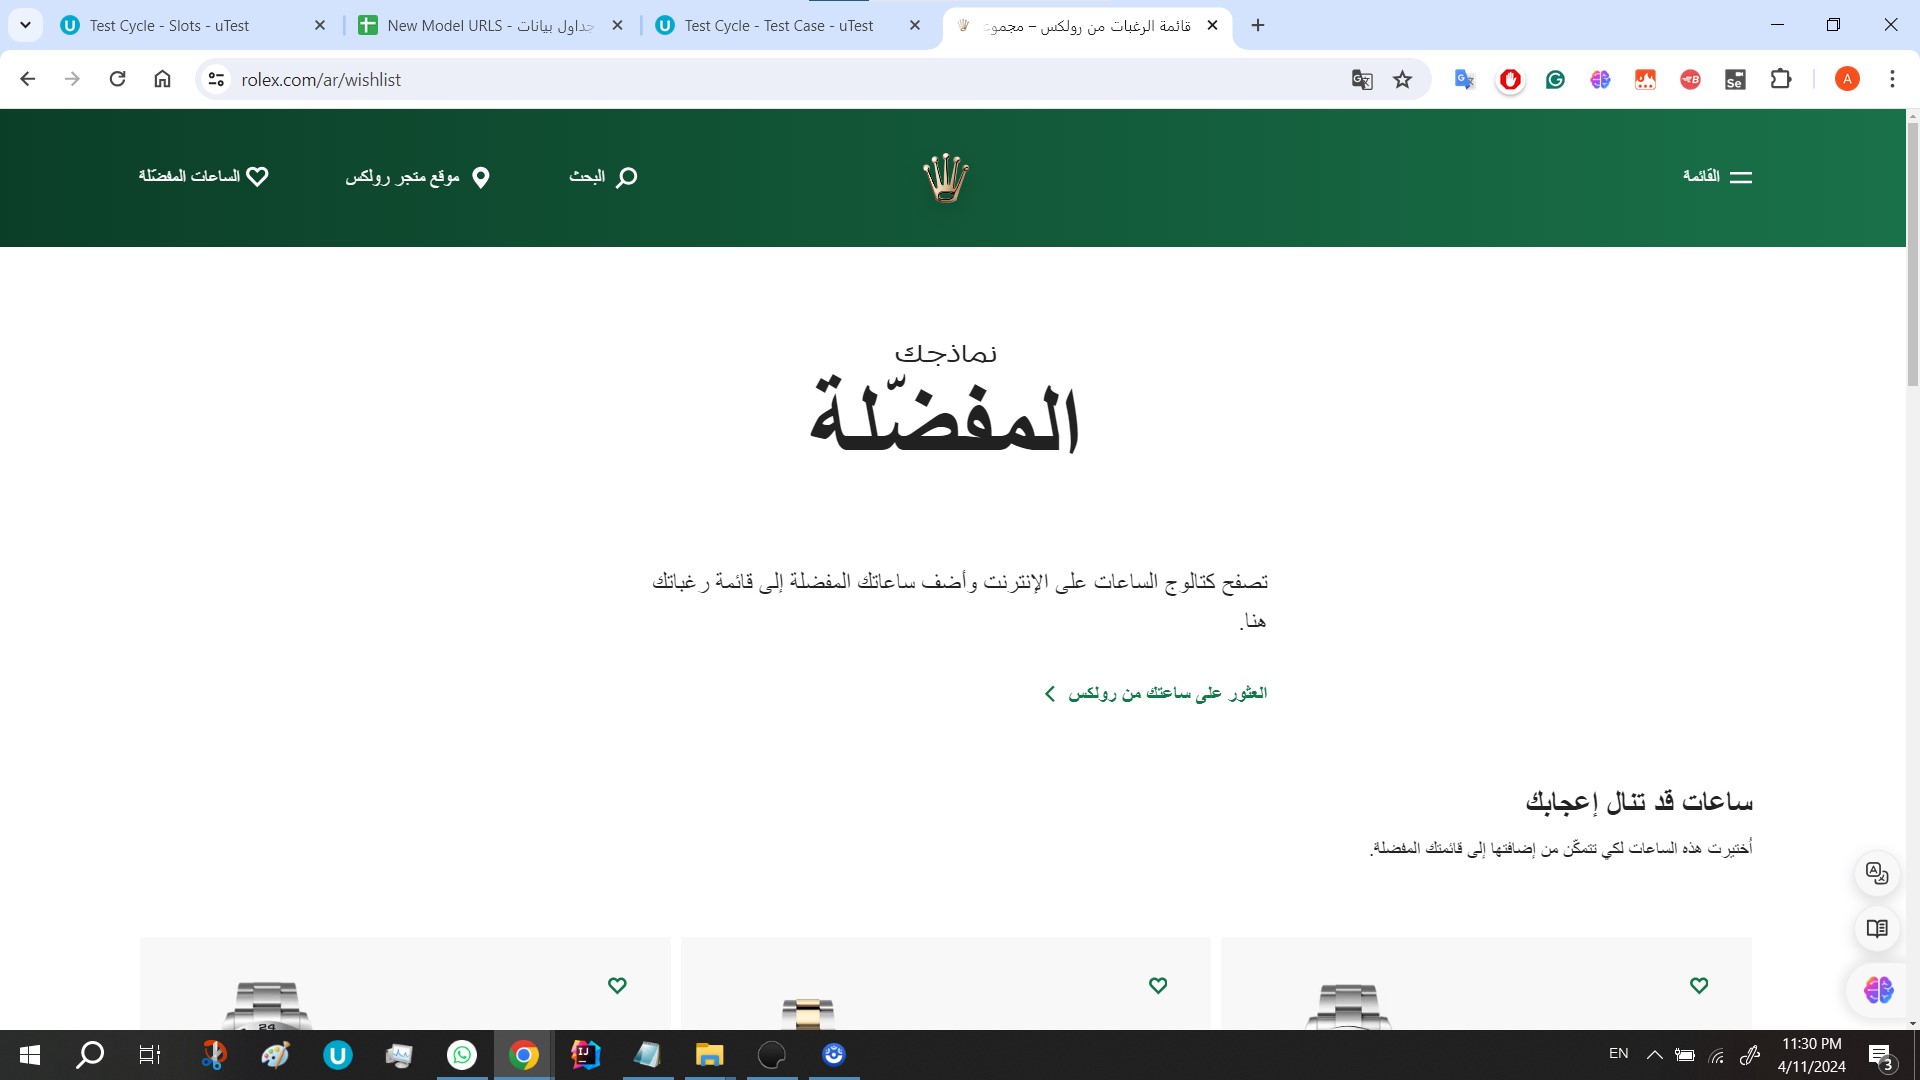 Test Cycle - Slots - uTest
New Model URLS - جداول بيانات
Test Cycle - Test Case - uTest
قائمة الرغبات من رولكس – مجموع
rolex.com/ar/wishlist
A
القائمة
البحث
موقع متجر رولكس
الساعات المفضّلة
نماذجك
المفضّلة
تصفح كتالوج الساعات على الإنترنت وأضف ساعاتك المفضلة إلى قائمة رغباتك
هنا.
العثور على ساعتك من رولكس
ساعات قد تنال إعجابك
أختيرت هذه الساعات لكي تتمكّن من إضافتها إلى قائمتك المفضلة.
24
EN
11:30 PM
4/11/2024
3